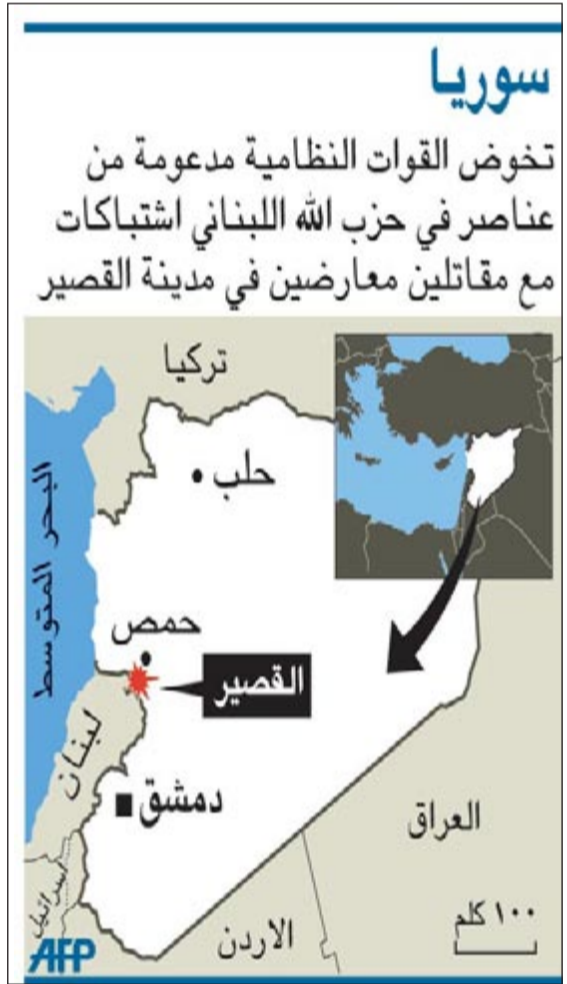 سوريا
تخوض القوات النظامية مدعومة من
عناصر في حزب الله اللبناني اشتباكات
مع مقاتلين معارضين في مدينة القصير
تركيا
حلب
البحر المتوسط
حمص
القصير
لبنان
دمشق
العراق
اسرائيل
الاردن
١٠٠ كلم
AFP